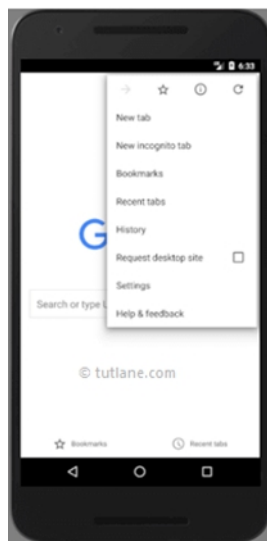 6:33
New tab
New incognito tab
Bookmarks
Recent tabs
History
Request desktop site
Settings
Help & feedback
G
Search or type U
© tutlane.com
Bookmarks
Recent tabs